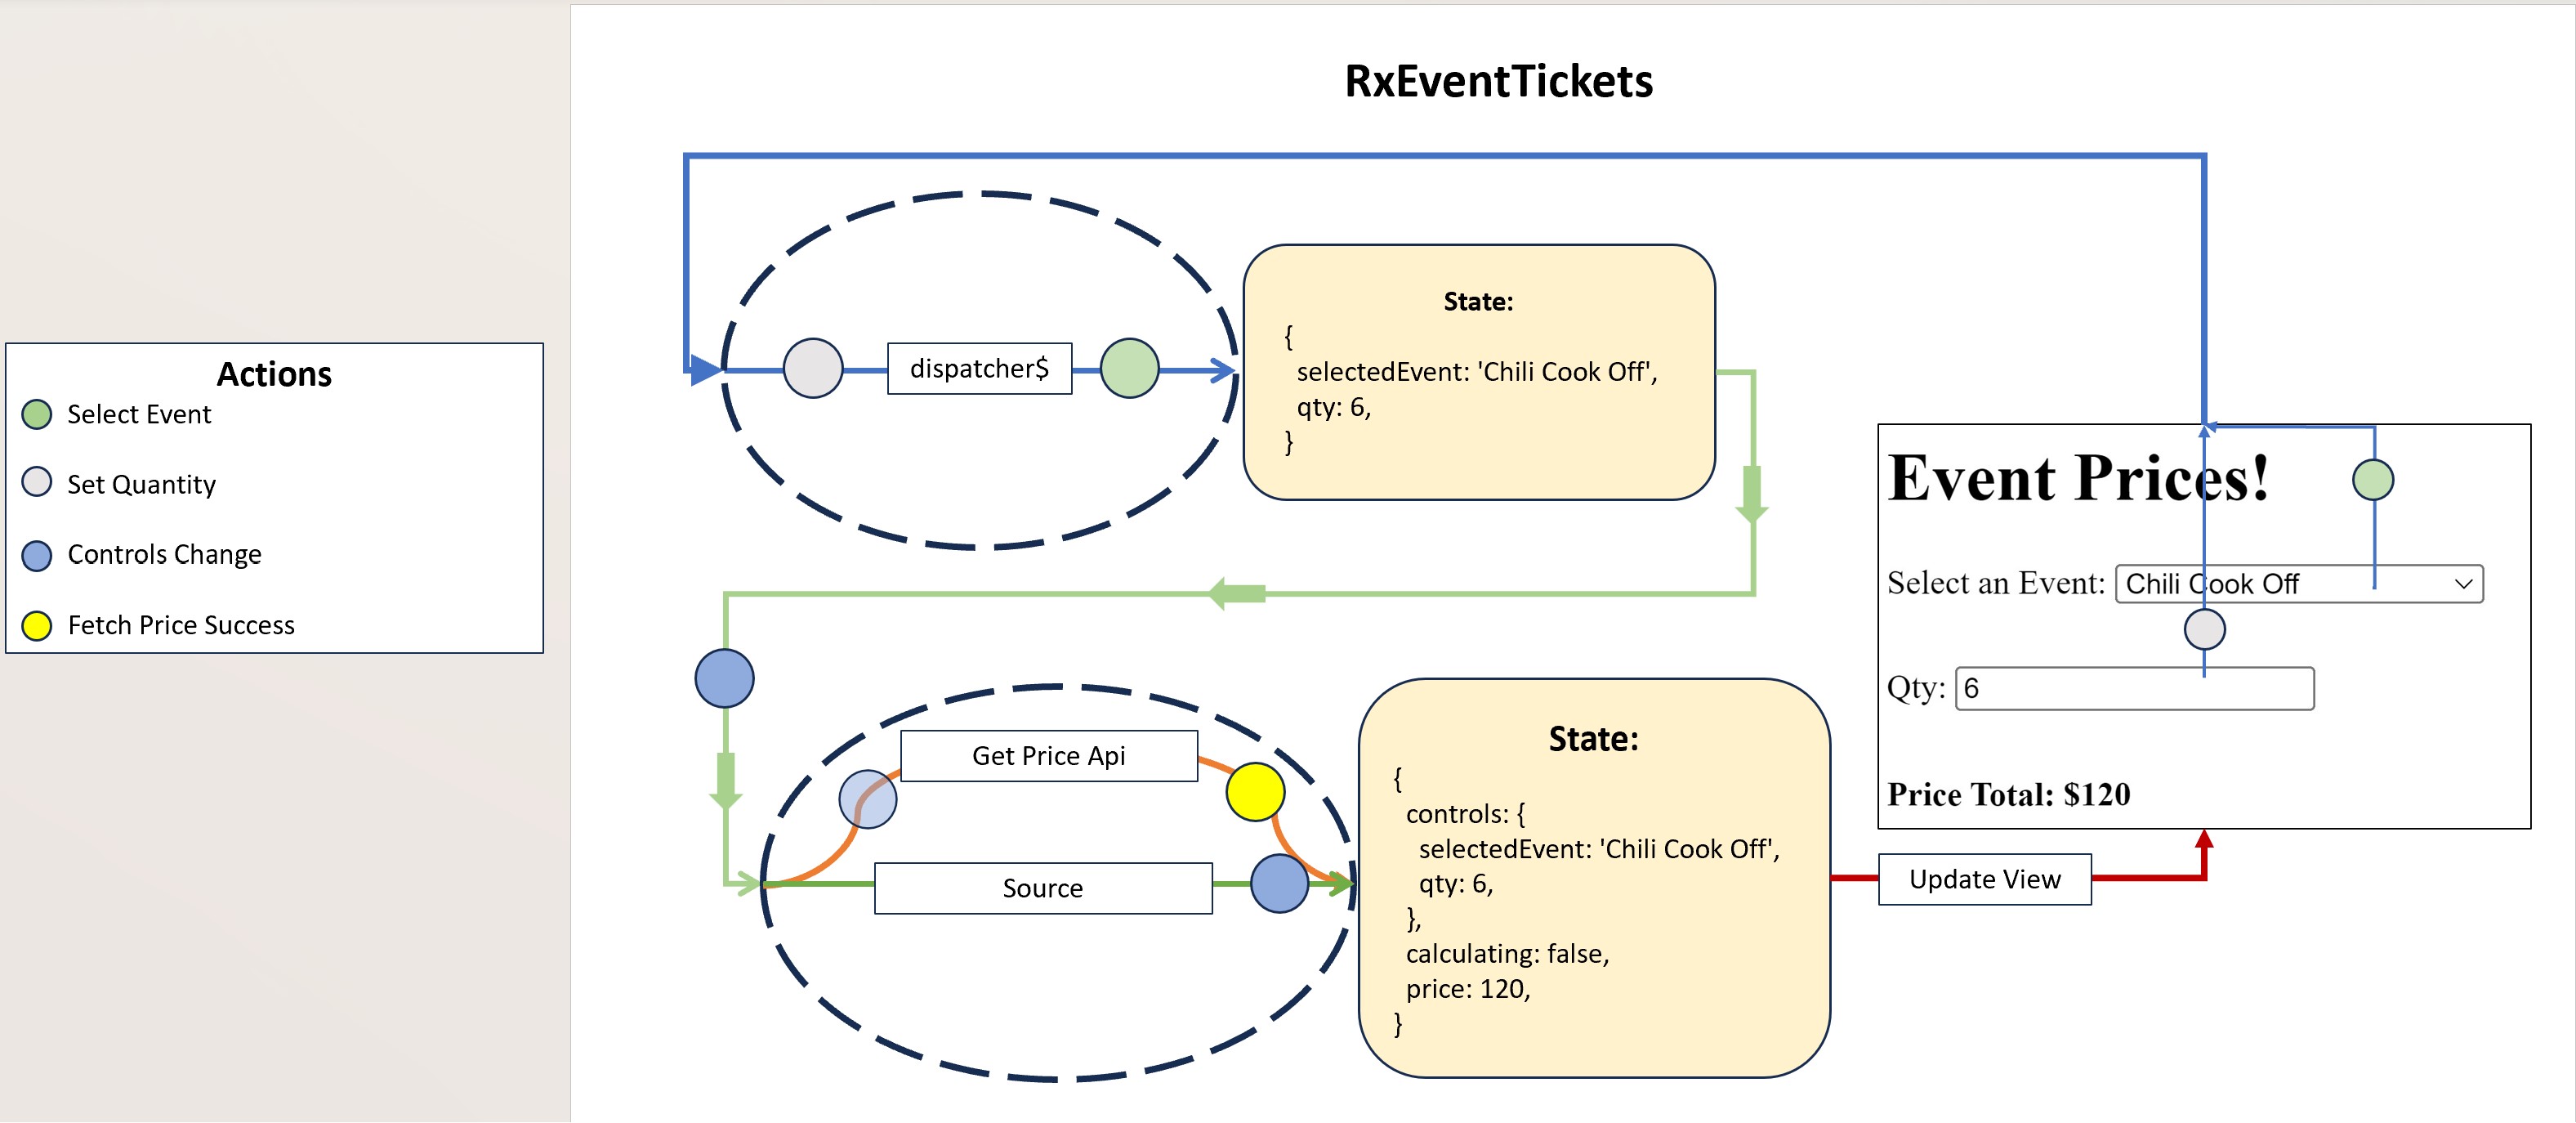 RxEventTickets
Actions
Select Event
Set Quantity
Controls Change
Fetch Price Success
dispatcher$
State:
{
selectedEvent: 'Chili Cook Off',
qty: 6,
}
Event Prices!
Select an Event: Chili Cook Off
Qty: 6
Price Total: $120
Get Price Api
Source
State:
{
controls: {
selectedEvent: 'Chili Cook Off',
qty: 6,
},
calculating: false,
price: 120,
}
Update View